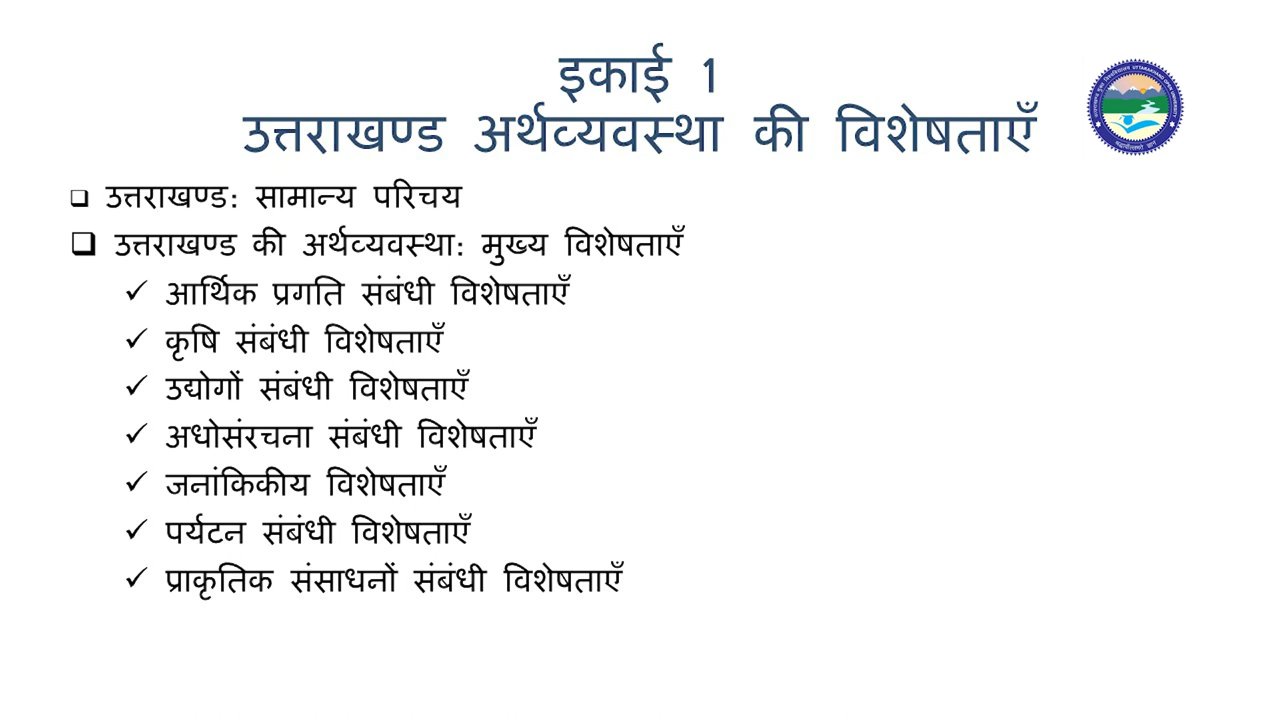 इकाई 1
उत्तराखण्ड अर्थव्यवस्था की विशेषताएँ
उत्तराखण्ड: सामान्य परिचय
उत्तराखण्ड की अर्थव्यवस्था: मुख्य विशेषताएँ
आर्थिक प्रगति संबंधी विशेषताएँ
कृषि संबंधी विशेषताएँ
उद्योगों संबंधी विशेषताएँ
अधोसंरचना संबंधी विशेषताएँ
जनांकिकीय विशेषताएँ
पर्यटन संबंधी विशेषताएँ
प्राकृतिक संसाधनों संबंधी विशेषताएँ